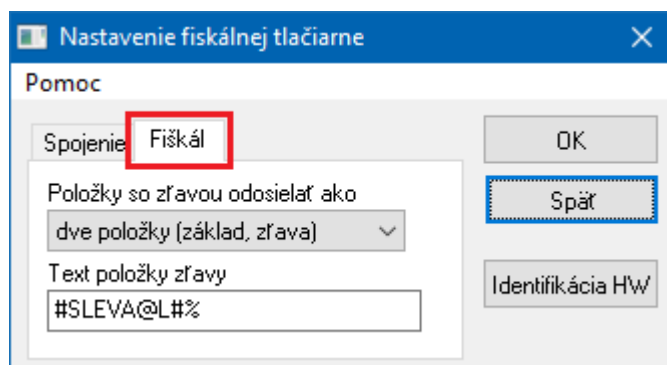 Nastavenie fiskálnej tlačiarne
Pomoc
Spojenie Fiškál
OK
Položky so zľavou odosielať ako
Späť
dve položky (základ, zľava)
Text položky zľavy
Identifikácia HW
#SLEVA@L#%